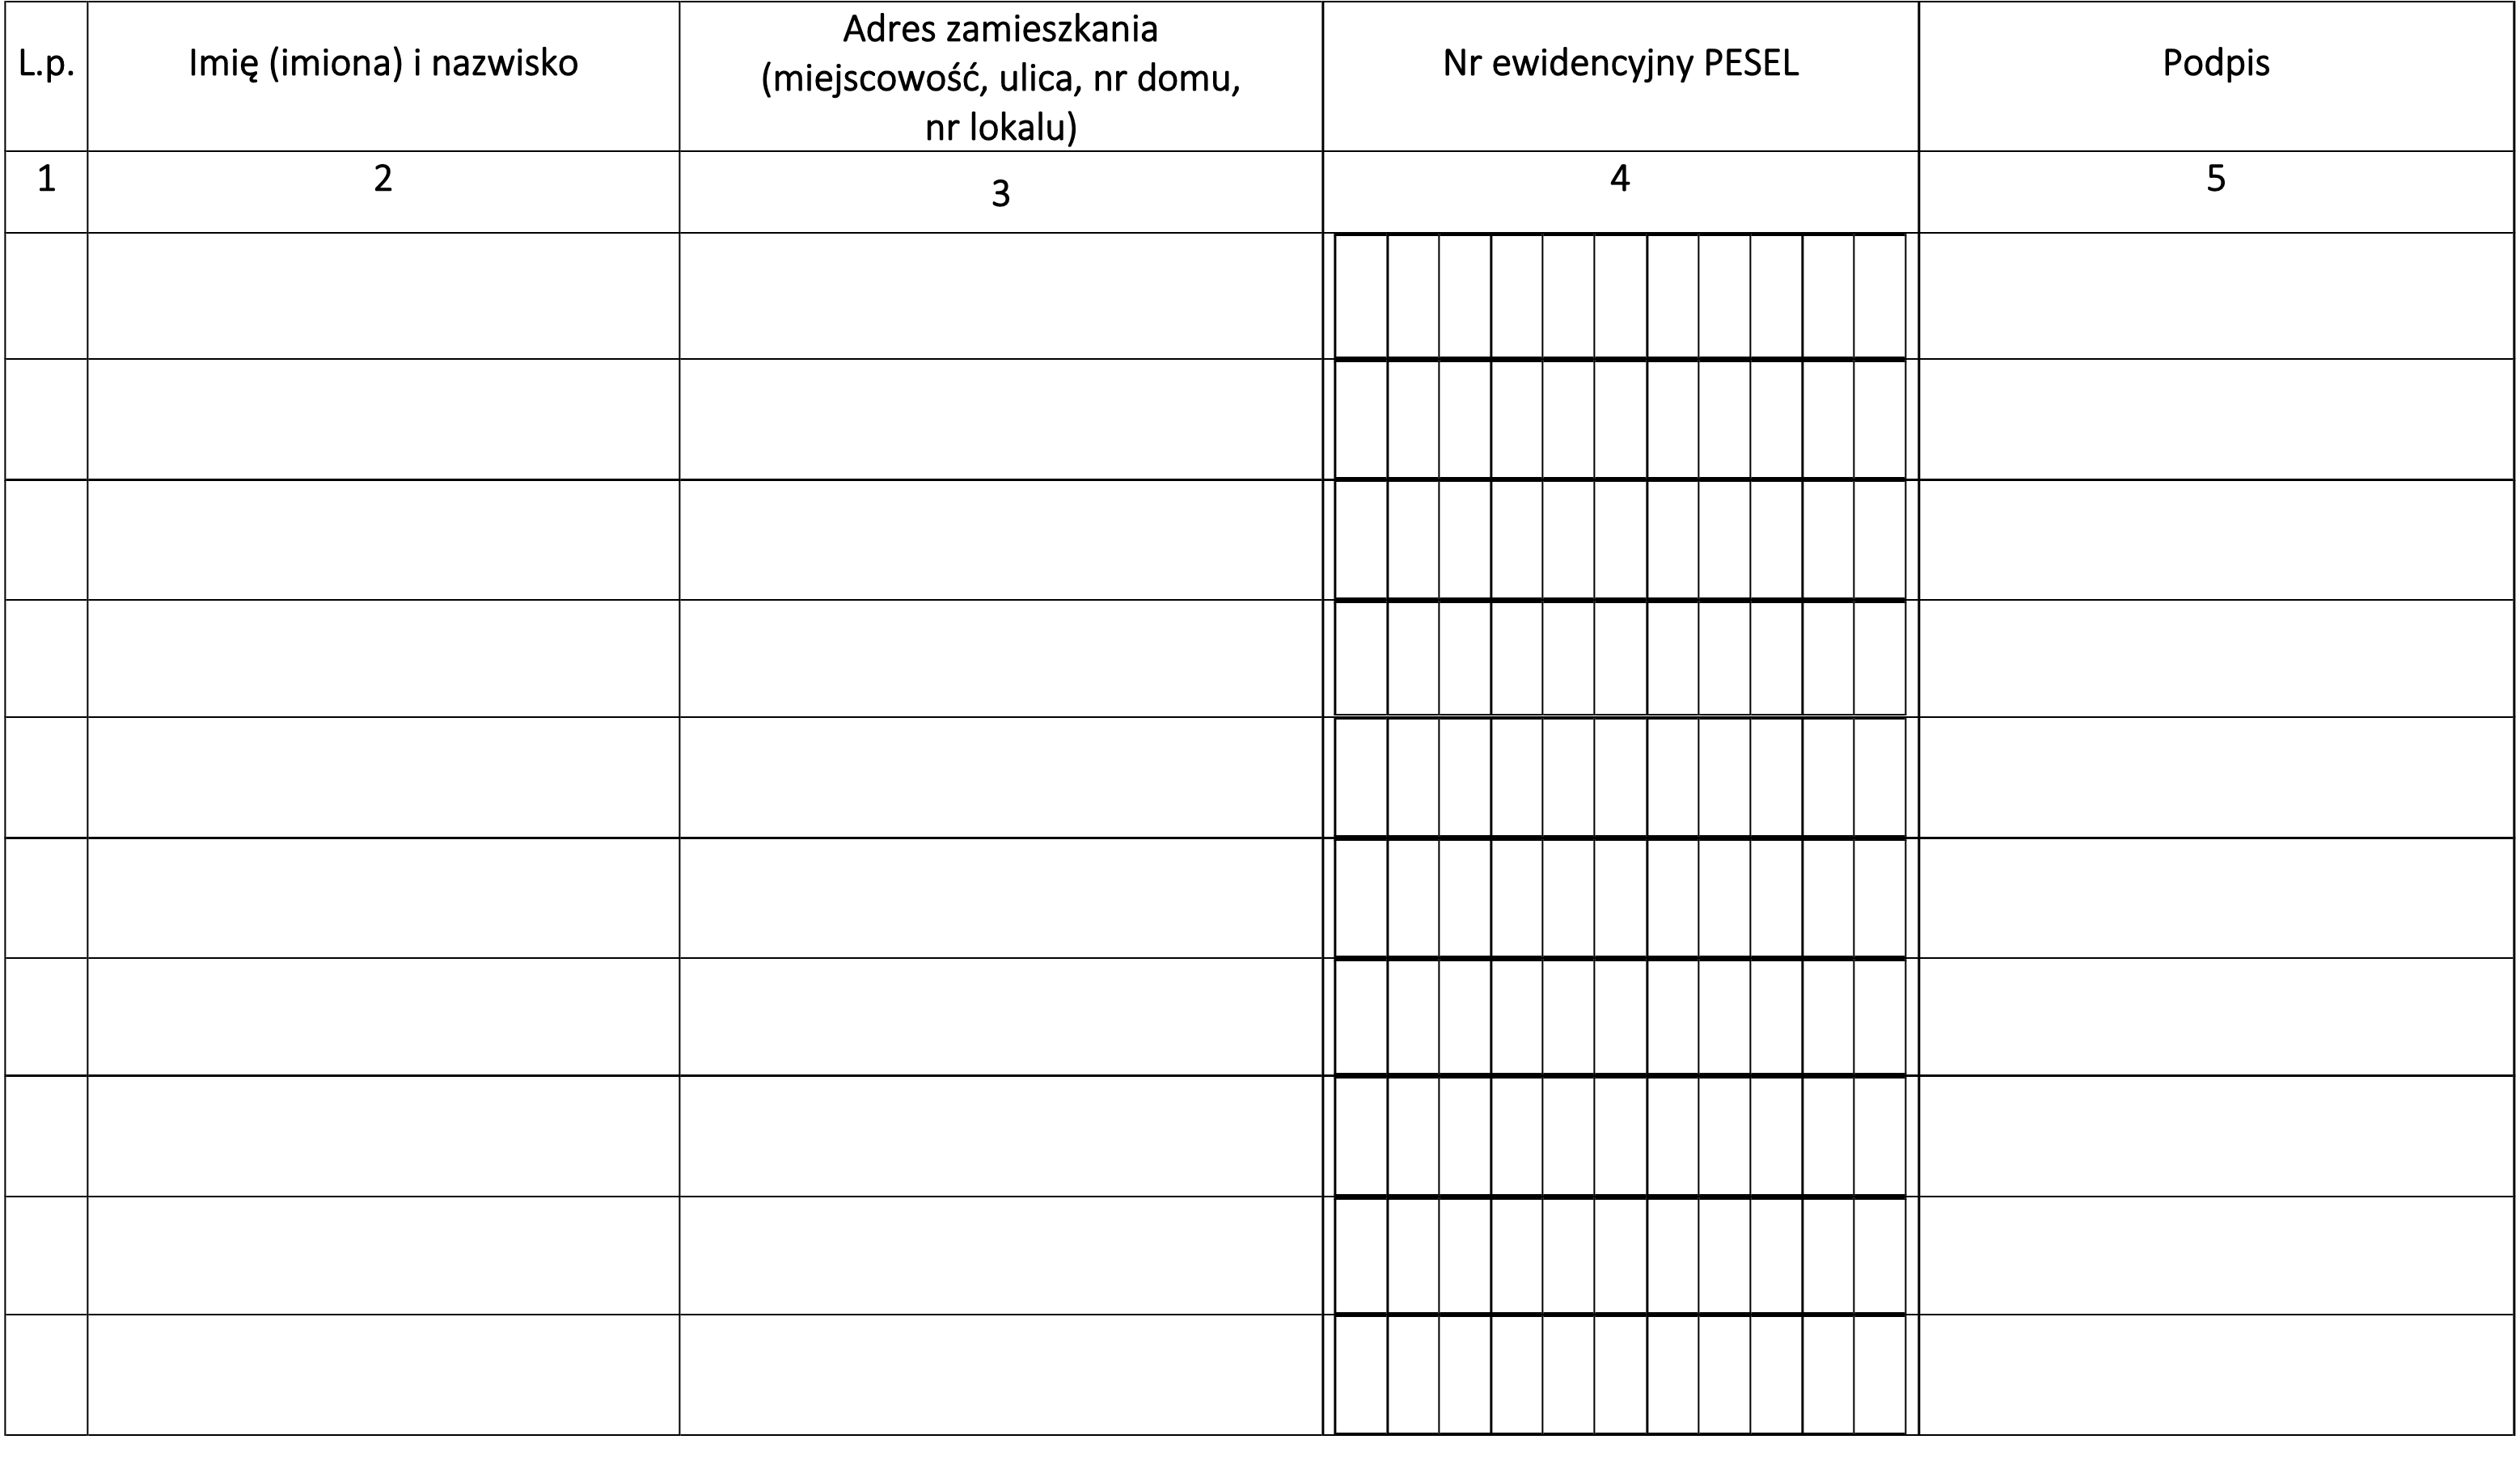 L.p.
Imię (imiona) i nazwisko
Adres zamieszkania
(miejscowość, ulica, nr domu,
nr lokalu)
Nr ewidencyjny PESEL
Podpis
1
2
3
4
5